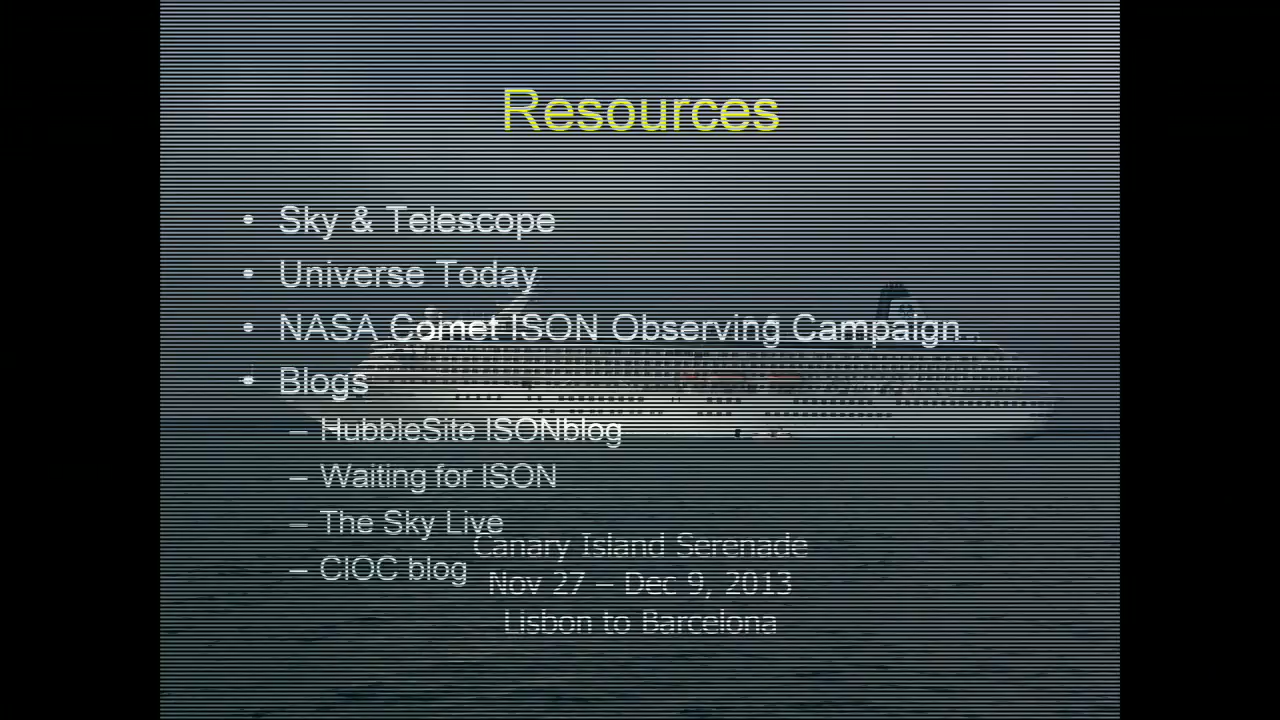 Resources
• Sky & Telescope
• Universe Today
• NASA Comet ISON Observing Campaign
• Blogs
– HubbleSite ISONblog
– Waiting for ISON
– The Sky Live
– CIOC blog
Canary Island Serenade
Nov 27 – Dec 9, 2013
Lisbon to Barcelona